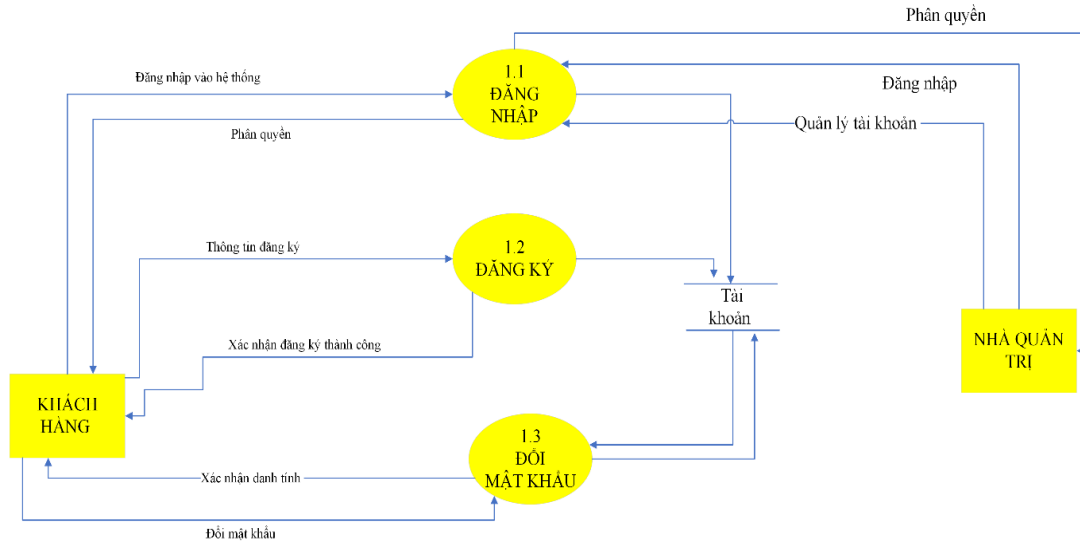 Phân quyền
1.1
ĐĂNG
NHẬP
Đăng nhập vào hệ thống
Đăng nhập
Quản lý tài khoản
Phân quyền
Thông tin đăng ký
1.2
ĐĂNG KÝ
Tài
khoản
NHÀ QUẢN
TRỊ
Xác nhận đăng ký thành công
KHÁCH
HÀNG
1.3
ĐỔI
MẬT KHẨU
Xác nhận danh tính
Đổi mật khẩu